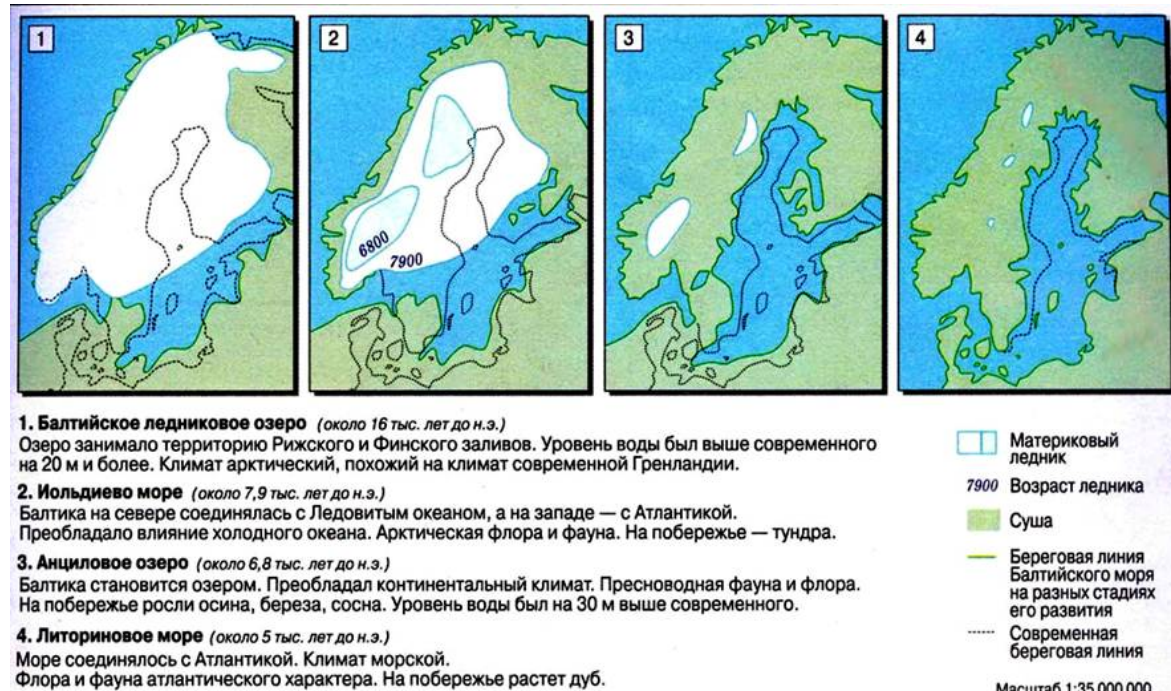 1
2
3
4
6800
7900
1. Балтийское ледниковое озеро (около 16 тыс. лет до н.э.)
Озеро занимало территорию Рижского и Финского заливов. Уровень воды был выше современного
на 20 м и более. Климат арктический, похожий на климат современной Гренландии.
2. Иольдиево море (около 7,9 тыс. лет до н.э.)
Балтика на севере соединялась с Ледовитым океаном, а на западе — с Атлантикой.
Преобладало влияние холодного океана. Арктическая флора и фауна. На побережье — тундра.
3. Анциловое озеро (около 6,8 тыс. лет до н.э.)
Балтика становится озером. Преобладал континентальный климат. Пресноводная фауна и флора.
На побережье росли осина, береза, сосна. Уровень воды был на 30 м выше современного.
4. Литориновое море (около 5 тыс. лет до н.э.)
Море соединялось с Атлантикой. Климат морской.
Флора и фауна атлантического характера. На побережье растет дуб.
Материковый
ледник
7900 Возраст ледника
Суша
Береговая линия
Балтийского моря
на разных стадиях
его развития
Современная
береговая линия
Масштаб 1:35 000 000